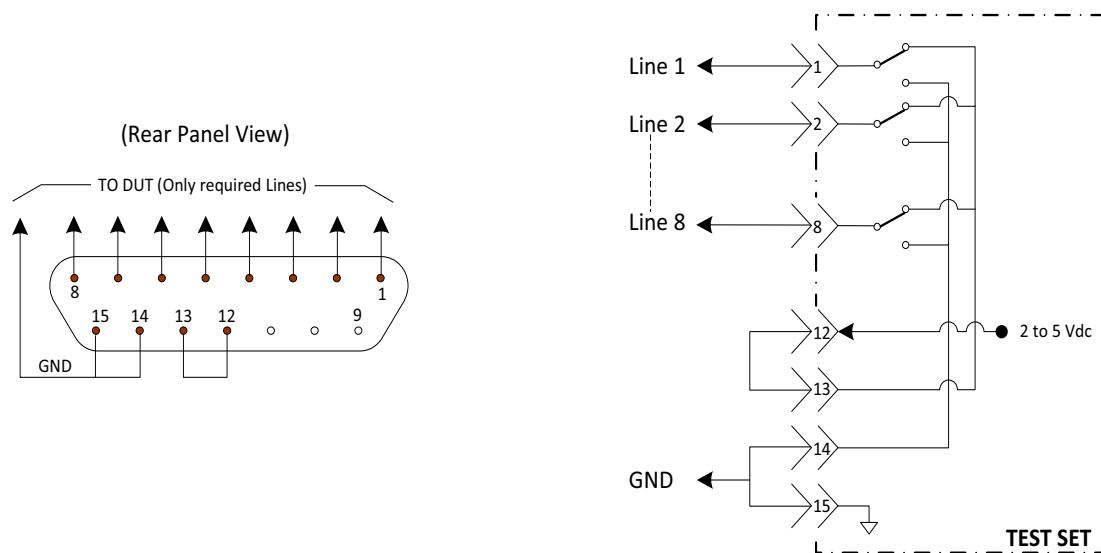 (Rear Panel View)
TO DUT (Only required Lines)
8
1
15 14 13 12 9
GND
Line 1 1
Line 2 2
Line 8 8
12 2 to 5 Vdc
13
14
GND
15
TEST SET